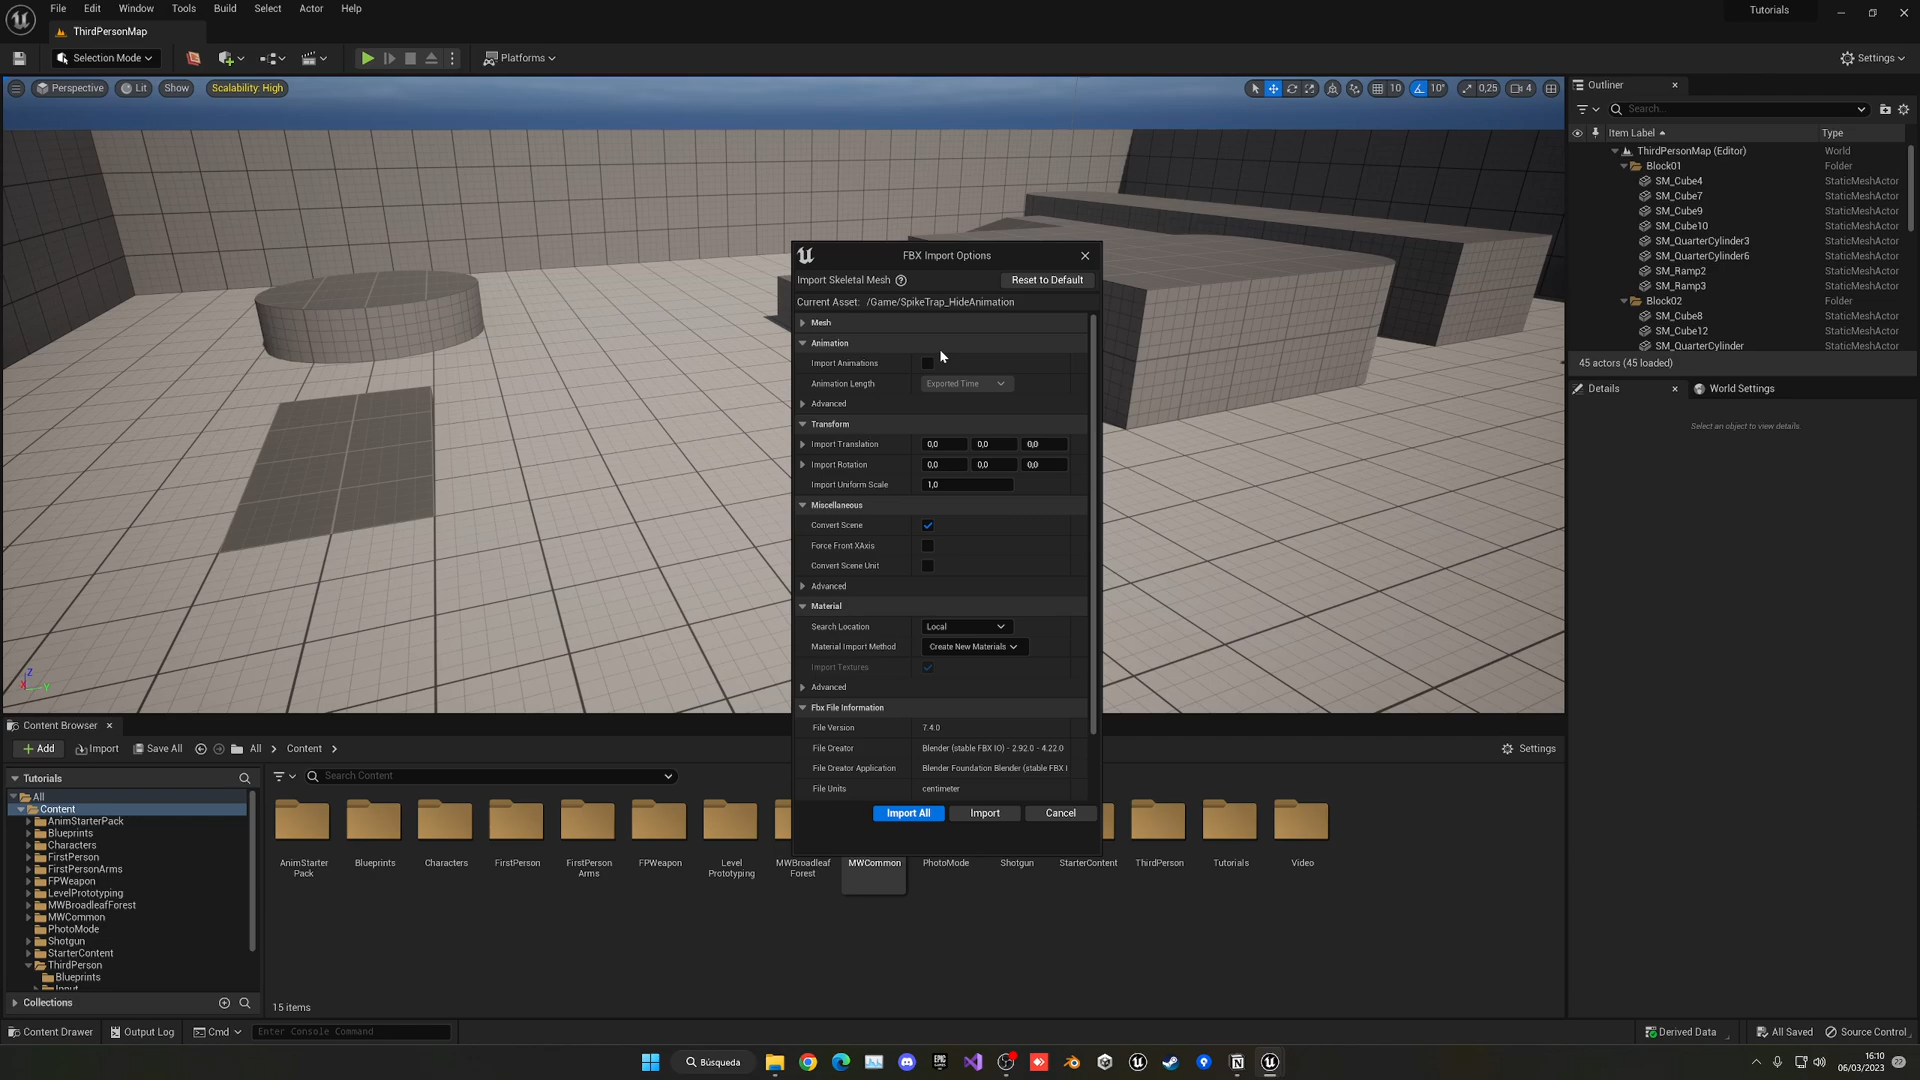 File Edit Window Tools Build Select Actor Help
Tutorials
ThirdPersonMap
Selection Mode
Platforms
Settings
Perspective Lit Show Scalability: High
10 10° 0,25 4
Outliner
Search...
Item Label Type
ThirdPersonMap (Editor) World
Block01 Folder
SM_Cube4 StaticMeshActor
SM_Cube7 StaticMeshActor
SM_Cube9 StaticMeshActor
SM_Cube10 StaticMeshActor
SM_QuarterCylinder3 StaticMeshActor
SM_QuarterCylinder6 StaticMeshActor
SM_Ramp2 StaticMeshActor
SM_Ramp3 StaticMeshActor
Block02 Folder
SM_Cube8 StaticMeshActor
SM_Cube12 StaticMeshActor
SM_QuarterCylinder StaticMeshActor
45 actors (45 loaded)
Details World Settings
Select an object to view details.
FBX Import Options
Import Skeletal Mesh Reset to Default
Current Asset: /Game/SpikeTrap_HideAnimation
Mesh
Animation
Import Animations
Animation Length Exported Time
Advanced
Transform
Import Translation 0,0 0,0 0,0
Import Rotation 0,0 0,0 0,0
Import Uniform Scale 1,0
Miscellaneous
Convert Scene
Force Front XAxis
Convert Scene Unit
Advanced
Material
Search Location Local
Material Import Method Create New Materials
Import Textures
Advanced
Fbx File Information
File Version 7.4.0
File Creator Blender (stable FBX IO) - 2.92.0 - 4.22.0
File Creator Application Blender Foundation Blender (stable FBX I
File Units centimeter
Import All Import Cancel
Z
X Y
Content Browser
Add Import Save All All Content
Settings
Tutorials
Search Content
All
Content
AnimStarterPack
Blueprints
Characters
FirstPerson
FirstPersonArms
FPWeapon
LevelPrototyping
MWBroadleafForest
MWCommon
PhotoMode
Shotgun
StarterContent
ThirdPerson
Blueprints
Input
Collections
AnimStarter Blueprints Characters FirstPerson FirstPerson FPWeapon Level MWBroadleaf MWCommon PhotoMode Shotgun StarterContent ThirdPerson Tutorials Video
Pack Arms Prototyping Forest
15 items
Content Drawer Output Log Cmd Enter Console Command
Derived Data All Saved Source Control
Búsqueda
EPIC GAMES
16:10
06/03/2023
22